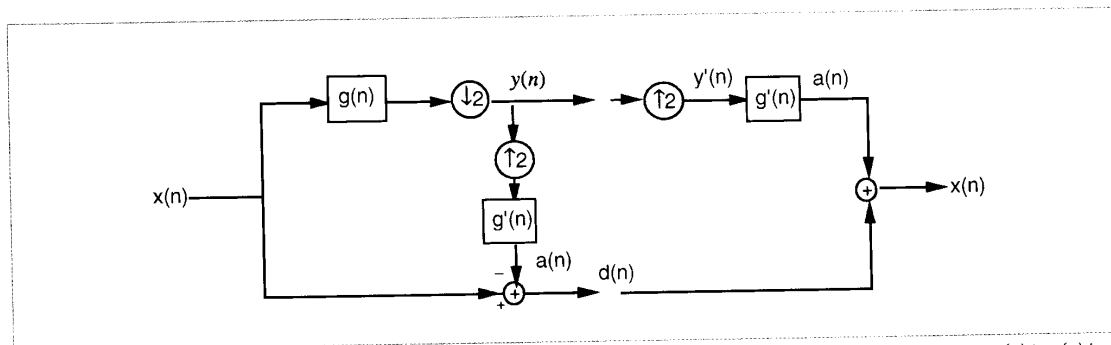 g(n) ↓2 y(n) ↑2 y'(n) g'(n) a(n)
↑2
x(n) + x(n)
g'(n)
− a(n) d(n)
+ +